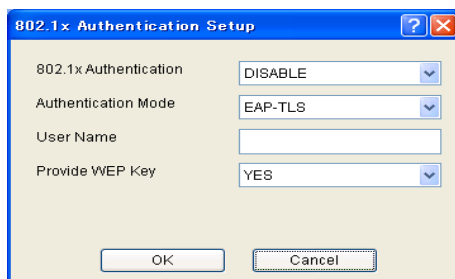 802.1x Authentication Setup
802.1x Authentication DISABLE
Authentication Mode EAP-TLS
User Name
Provide WEP Key YES
OK Cancel